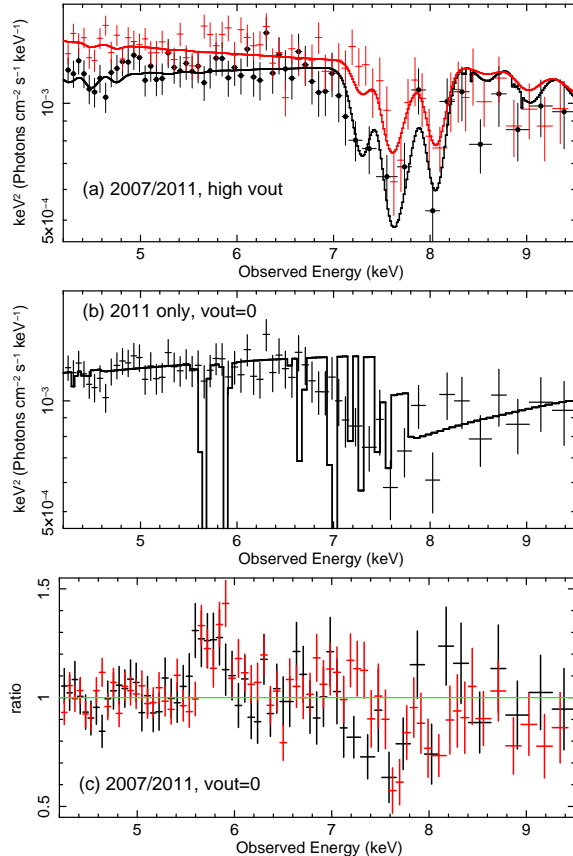 keV² (Photons cm⁻² s⁻¹ keV⁻¹)
10⁻³
5×10⁻⁴
(a) 2007/2011, high vout
5 6 7 8 9
Observed Energy (keV)
(b) 2011 only, vout=0
keV² (Photons cm⁻² s⁻¹ keV⁻¹)
10⁻³
5×10⁻⁴
5 6 7 8 9
Observed Energy (keV)
ratio
1.5
1
0.5
(c) 2007/2011, vout=0
5 6 7 8 9
Observed Energy (keV)